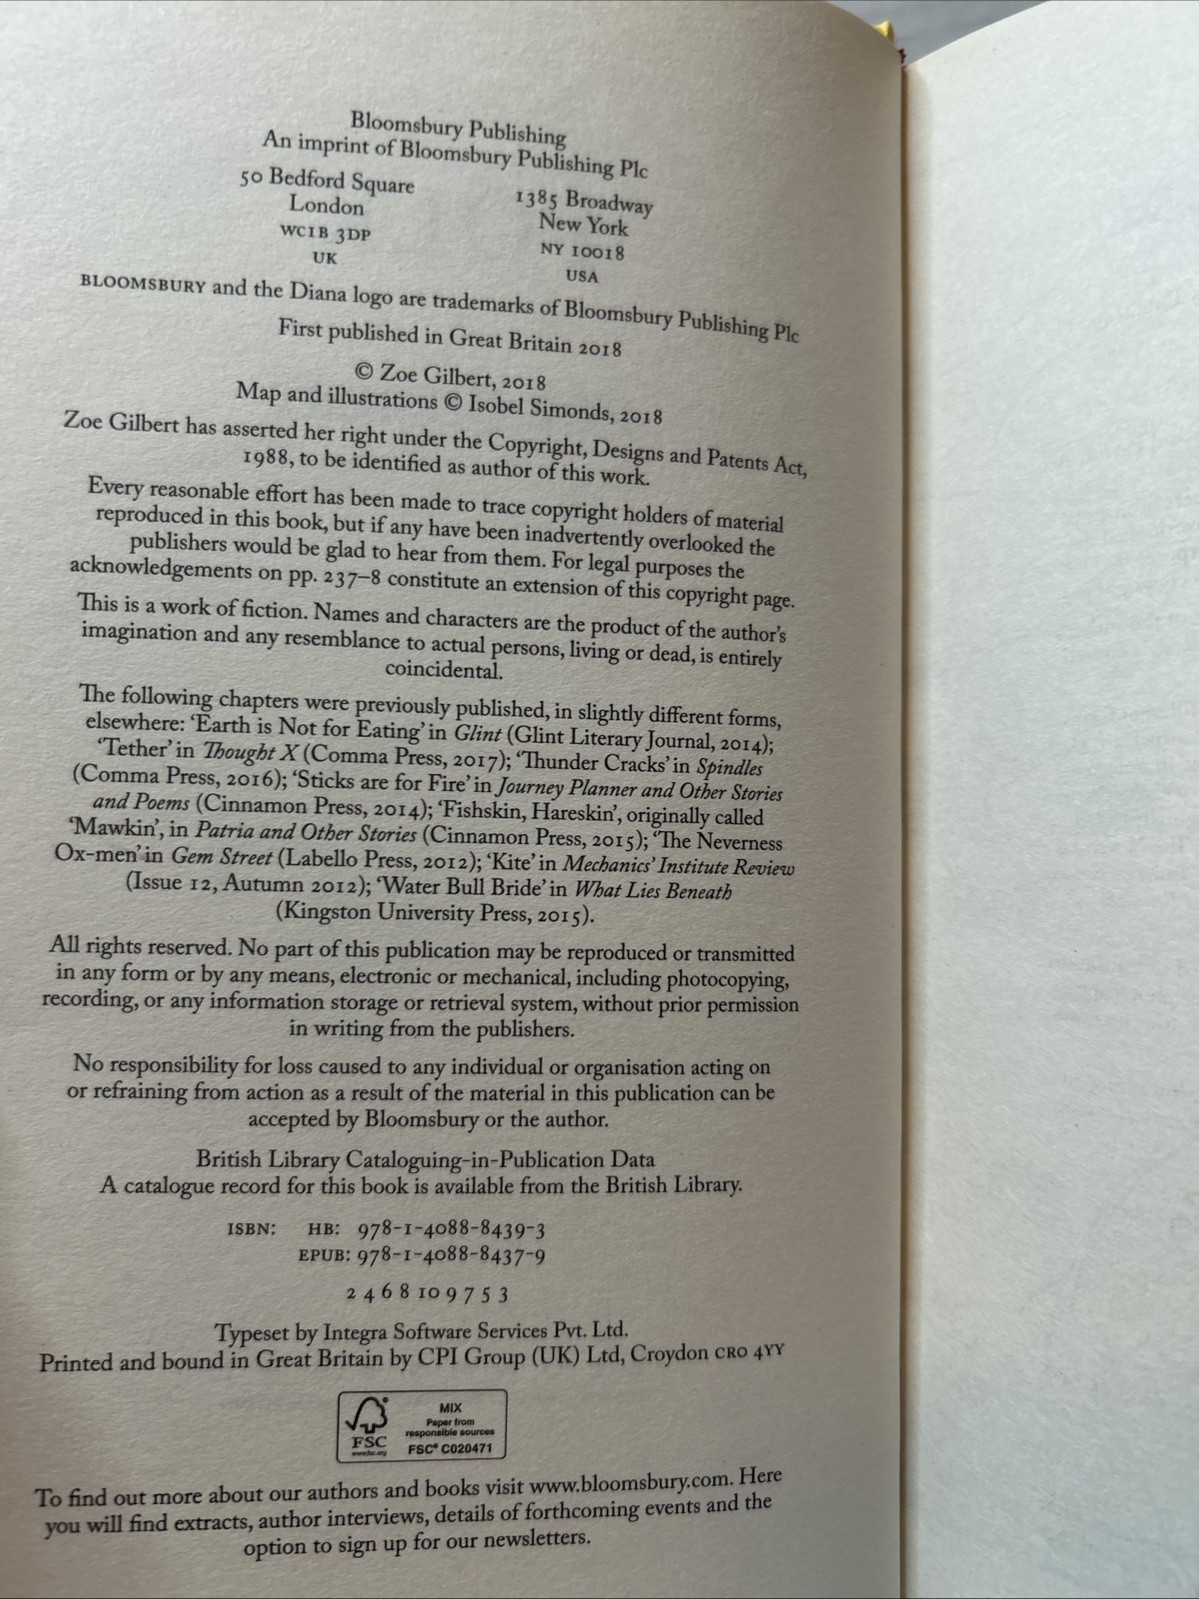 Bloomsbury Publishing
An imprint of Bloomsbury Publishing Plc
50 Bedford Square
London
WC1B 3DP
UK
1385 Broadway
New York
NY 10018
USA
BLOOMSBURY and the Diana logo are trademarks of Bloomsbury Publishing Plc
First published in Great Britain 2018
© Zoe Gilbert, 2018
Map and illustrations © Isobel Simonds, 2018
Zoe Gilbert has asserted her right under the Copyright, Designs and Patents Act,
1988, to be identified as author of this work.
Every reasonable effort has been made to trace copyright holders of material
reproduced in this book, but if any have been inadvertently overlooked the
publishers would be glad to hear from them. For legal purposes the
acknowledgements on pp. 237–8 constitute an extension of this copyright page.
This is a work of fiction. Names and characters are the product of the author's
imagination and any resemblance to actual persons, living or dead, is entirely
coincidental.
The following chapters were previously published, in slightly different forms,
elsewhere: 'Earth is Not for Eating' in Glint (Glint Literary Journal, 2014);
'Tether' in Thought X (Comma Press, 2017); 'Thunder Cracks' in Spindles
(Comma Press, 2016); 'Sticks are for Fire' in Journey Planner and Other Stories
and Poems (Cinnamon Press, 2014); 'Fishskin, Hareskin', originally called
'Mawkin', in Patria and Other Stories (Cinnamon Press, 2015); 'The Neverness
Ox-men' in Gem Street (Labello Press, 2012); 'Kite' in Mechanics' Institute Review
(Issue 12, Autumn 2012); 'Water Bull Bride' in What Lies Beneath
(Kingston University Press, 2015).
All rights reserved. No part of this publication may be reproduced or transmitted
in any form or by any means, electronic or mechanical, including photocopying,
recording, or any information storage or retrieval system, without prior permission
in writing from the publishers.
No responsibility for loss caused to any individual or organisation acting on
or refraining from action as a result of the material in this publication can be
accepted by Bloomsbury or the author.
British Library Cataloguing-in-Publication Data
A catalogue record for this book is available from the British Library.
ISBN: HB: 978-1-4088-8439-3
EPUB: 978-1-4088-8437-9
2 4 6 8 10 9 7 5 3
Typeset by Integra Software Services Pvt. Ltd.
Printed and bound in Great Britain by CPI Group (UK) Ltd, Croydon CR0 4YY
FSC
www.fsc.org
MIX
Paper from
responsible sources
FSC® C020471
To find out more about our authors and books visit www.bloomsbury.com. Here
you will find extracts, author interviews, details of forthcoming events and the
option to sign up for our newsletters.